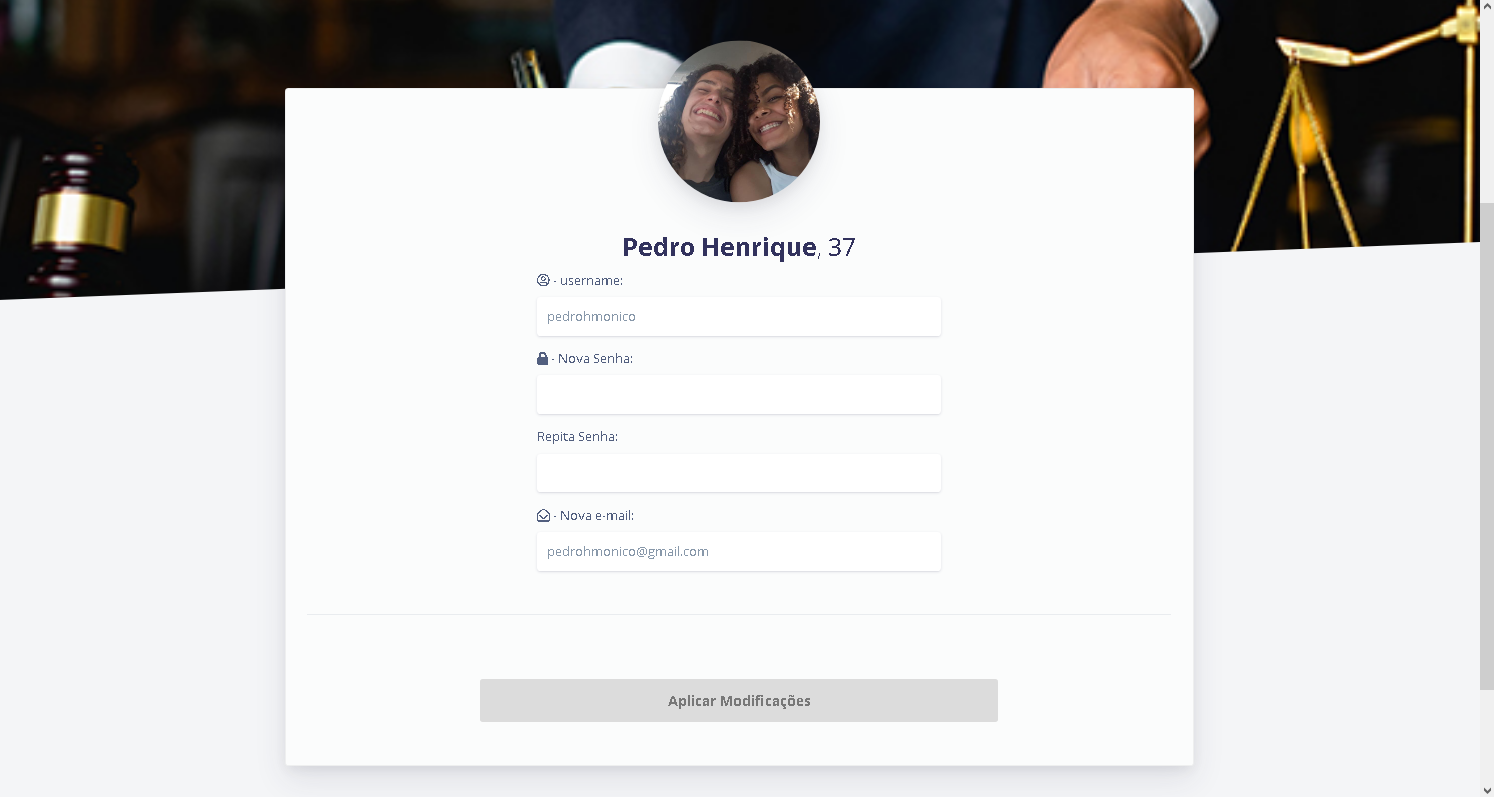 Pedro Henrique, 37
- username:
pedrohmonico
- Nova Senha:
Repita Senha:
- Nova e-mail:
pedrohmonico@gmail.com
Aplicar Modificações